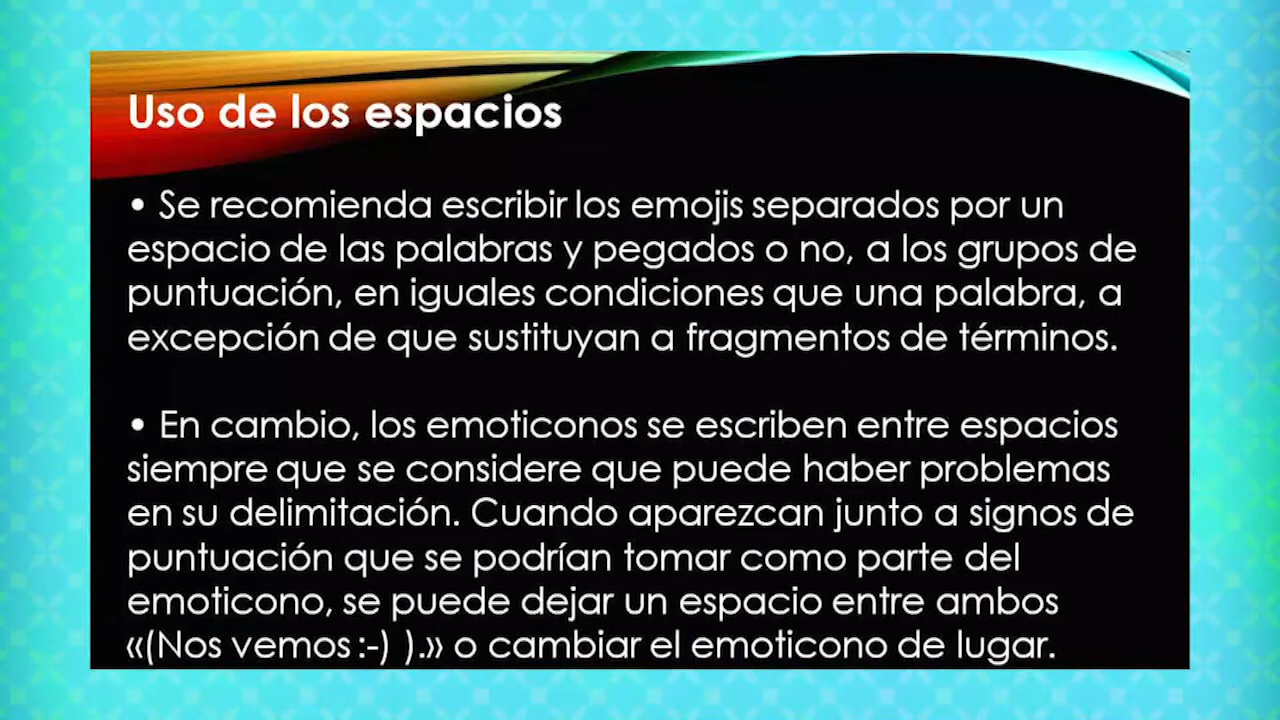 Uso de los espacios
• Se recomienda escribir los emojis separados por un
espacio de las palabras y pegados o no, a los grupos de
puntuación, en iguales condiciones que una palabra, a
excepción de que sustituyan a fragmentos de términos.
• En cambio, los emoticonos se escriben entre espacios
siempre que se considere que puede haber problemas
en su delimitación. Cuando aparezcan junto a signos de
puntuación que se podrían tomar como parte del
emoticono, se puede dejar un espacio entre ambos
«(Nos vemos :-) ).» o cambiar el emoticono de lugar.